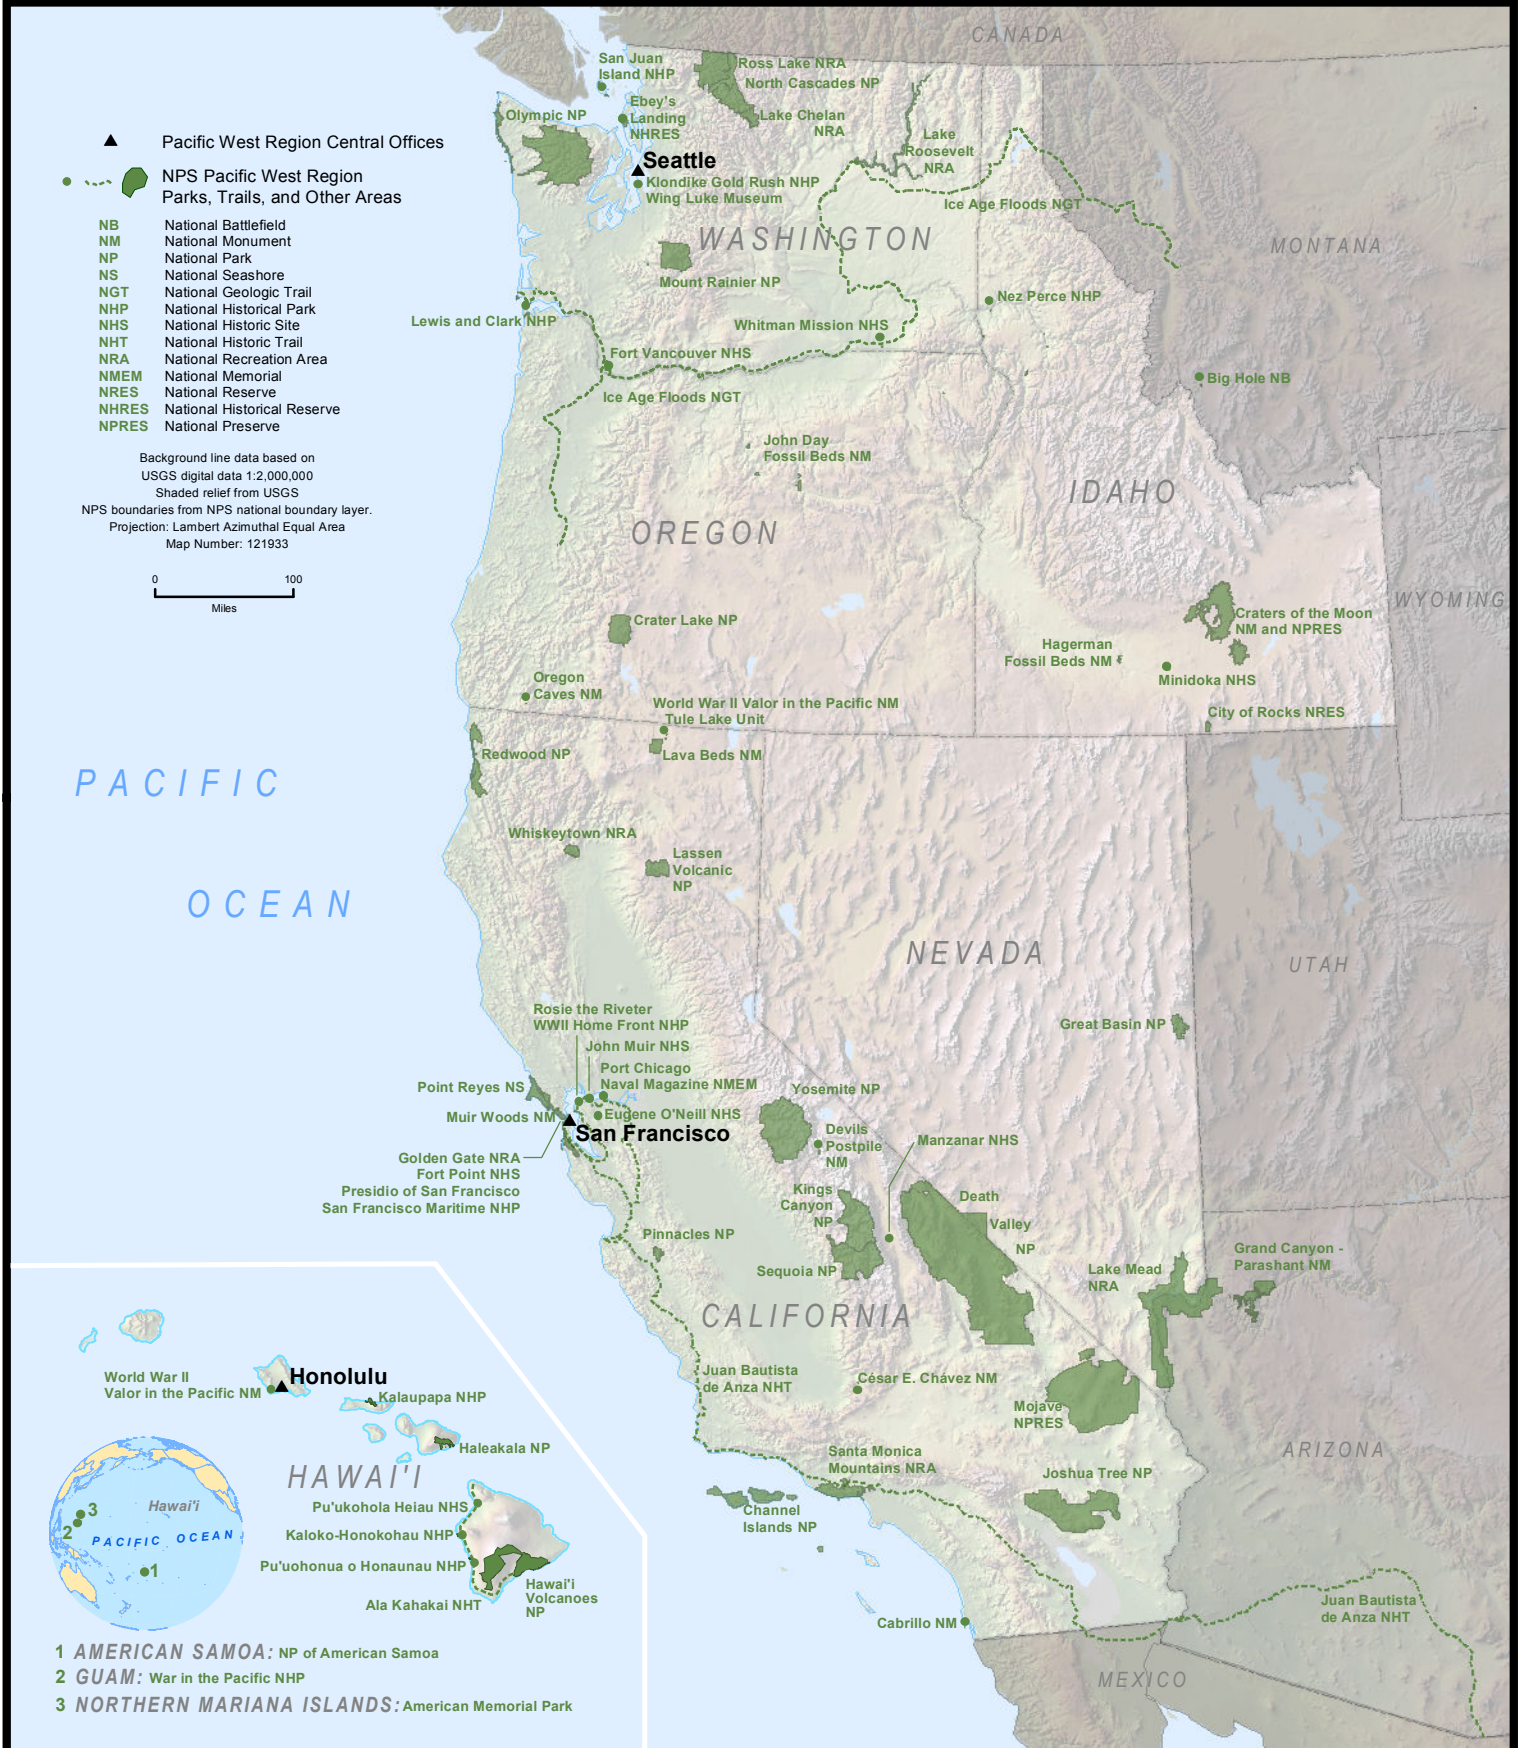 CANADA
San Juan
Island NHP
Ross Lake NRA
North Cascades NP
Ebey's
Landing
NHRES
Olympic NP
Lake Chelan
NRA
Lake
Roosevelt
NRA
Pacific West Region Central Offices
NPS Pacific West Region
Parks, Trails, and Other Areas
NB National Battlefield
NM National Monument
NP National Park
NS National Seashore
NGT National Geologic Trail
NHP National Historical Park
NHS National Historic Site
NHT National Historic Trail
NRA National Recreation Area
NMEM National Memorial
NRES National Reserve
NHRES National Historical Reserve
NPRES National Preserve
Background line data based on
USGS digital data 1:2,000,000
Shaded relief from USGS
NPS boundaries from NPS national boundary layer.
Projection: Lambert Azimuthal Equal Area
Map Number: 121933
0 100
Miles
Seattle
Klondike Gold Rush NHP
Wing Luke Museum
Ice Age Floods NGT
WASHINGTON
MONTANA
Mount Rainier NP
Nez Perce NHP
Lewis and Clark NHP
Whitman Mission NHS
Fort Vancouver NHS
Big Hole NB
Ice Age Floods NGT
John Day
Fossil Beds NM
IDAHO
OREGON
WYOMING
Crater Lake NP
Craters of the Moon
NM and NPRES
Hagerman
Fossil Beds NM
Minidoka NHS
Oregon
Caves NM
World War II Valor in the Pacific NM
Tule Lake Unit
City of Rocks NRES
Redwood NP
Lava Beds NM
PACIFIC
OCEAN
Whiskeytown NRA
Lassen
Volcanic
NP
NEVADA
UTAH
Rosie the Riveter
WWII Home Front NHP
John Muir NHS
Port Chicago
Naval Magazine NMEM
Great Basin NP
Point Reyes NS
Yosemite NP
Muir Woods NM
Eugene O'Neill NHS
San Francisco
Devils
Postpile
NM
Manzanar NHS
Golden Gate NRA
Fort Point NHS
Presidio of San Francisco
San Francisco Maritime NHP
Kings
Canyon
NP
Death
Valley
NP
Pinnacles NP
Sequoia NP
Lake Mead
NRA
Grand Canyon -
Parashant NM
CALIFORNIA
Juan Bautista
de Anza NHT
César E. Chávez NM
Mojave
NPRES
ARIZONA
Santa Monica
Mountains NRA
Joshua Tree NP
Channel
Islands NP
Cabrillo NM
Juan Bautista
de Anza NHT
MEXICO
World War II
Valor in the Pacific NM
Honolulu
Kalaupapa NHP
Haleakala NP
HAWAI'I
Pu'ukohola Heiau NHS
Kaloko-Honokohau NHP
Pu'uohonua o Honaunau NHP
Ala Kahakai NHT
Hawai'i
Volcanoes
NP
Hawai'i
3
2
PACIFIC OCEAN
1
1 AMERICAN SAMOA: NP of American Samoa
2 GUAM: War in the Pacific NHP
3 NORTHERN MARIANA ISLANDS: American Memorial Park